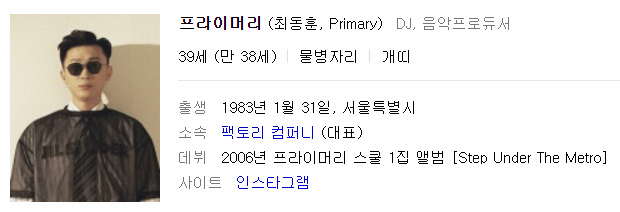 프라이머리 (최동훈, Primary) DJ, 음악프로듀서
39세 (만 38세) 물병자리 개띠
출생 1983년 1월 31일, 서울특별시
소속 팩토리 컴퍼니 (대표)
데뷔 2006년 프라이머리 스쿨 1집 앨범 [Step Under The Metro]
사이트 인스타그램